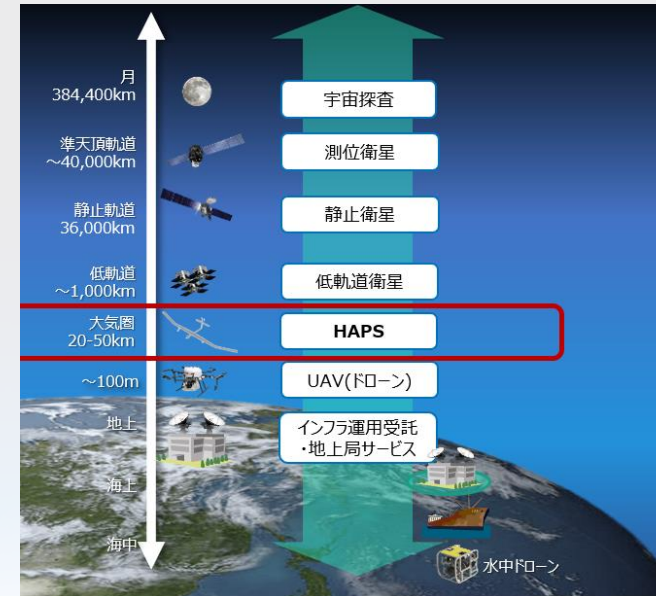 月
384,400km
宇宙探査
準天頂軌道
～40,000km
測位衛星
静止軌道
36,000km
静止衛星
低軌道
～1,000km
低軌道衛星
大気圏
20-50km
HAPS
～100m
UAV(ドローン)
地上
インフラ運用受託
・地上局サービス
海上
海中
水中ドローン